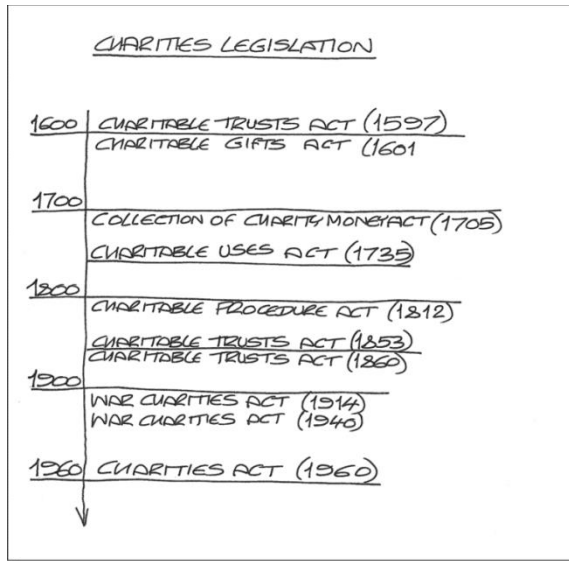 CHARITIES LEGISLATION
1600 CHARITABLE TRUSTS ACT (1597)
CHARITABLE GIFTS ACT (1601
1700
COLLECTION OF CHARITY MONEY ACT (1705)
CHARITABLE USES ACT (1735)
1800
CHARITABLE PROCEDURE ACT (1812)
CHARITABLE TRUSTS ACT (1853)
CHARITABLE TRUSTS ACT (1860)
1900
WAR CHARITIES ACT (1914)
WAR CHARITIES ACT (1940)
1960 CHARITIES ACT (1960)